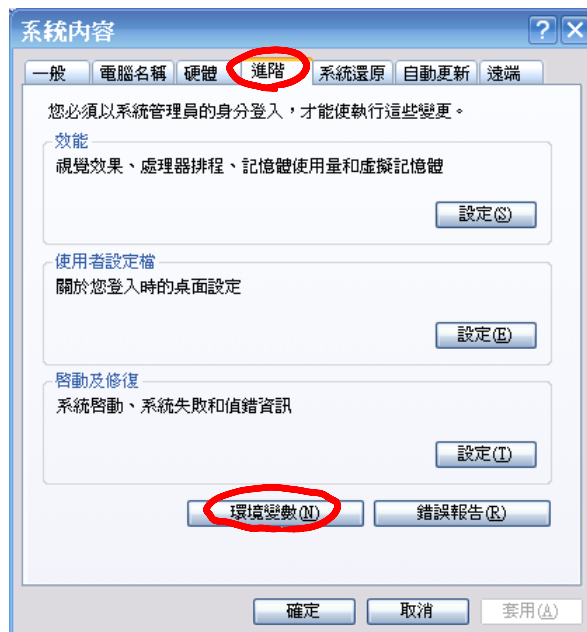 系統內容
一般 電腦名稱 硬體 進階 系統還原 自動更新 遠端
您必須以系統管理員的身分登入，才能使執行這些變更。
效能
視覺效果、處理器排程、記憶體使用量和虛擬記憶體
設定(S)
使用者設定檔
關於您登入時的桌面設定
設定(E)
啓動及修復
系統啓動、系統失敗和偵錯資訊
設定(T)
環境變數(N) 錯誤報告(R)
確定 取消 套用(A)